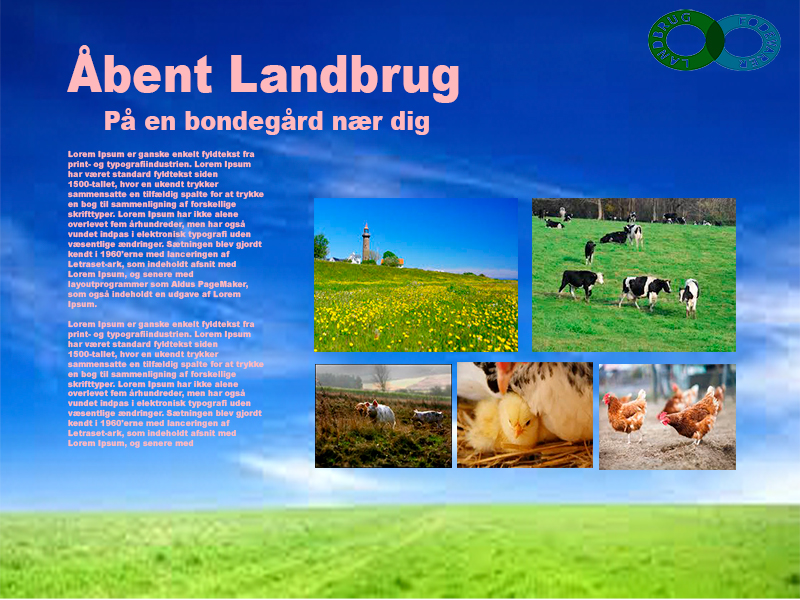 LANDBRUG
FØDEVARER
Åbent Landbrug
På en bondegård nær dig
Lorem Ipsum er ganske enkelt fyldtekst fra
print- og typografiindustrien. Lorem Ipsum
har været standard fyldtekst siden
1500-tallet, hvor en ukendt trykker
sammensatte en tilfældig spalte for at trykke
en bog til sammenligning af forskellige
skrifttyper. Lorem Ipsum har ikke alene
overlevet fem århundreder, men har også
vundet indpas i elektronisk typografi uden
væsentlige ændringer. Sætningen blev gjordt
kendt i 1960'erne med lanceringen af
Letraset-ark, som indeholdt afsnit med
Lorem Ipsum, og senere med
layoutprogrammer som Aldus PageMaker,
som også indeholdt en udgave af Lorem
Ipsum.
Lorem Ipsum er ganske enkelt fyldtekst fra
print- og typografiindustrien. Lorem Ipsum
har været standard fyldtekst siden
1500-tallet, hvor en ukendt trykker
sammensatte en tilfældig spalte for at trykke
en bog til sammenligning af forskellige
skrifttyper. Lorem Ipsum har ikke alene
overlevet fem århundreder, men har også
vundet indpas i elektronisk typografi uden
væsentlige ændringer. Sætningen blev gjordt
kendt i 1960'erne med lanceringen af
Letraset-ark, som indeholdt afsnit med
Lorem Ipsum, og senere med